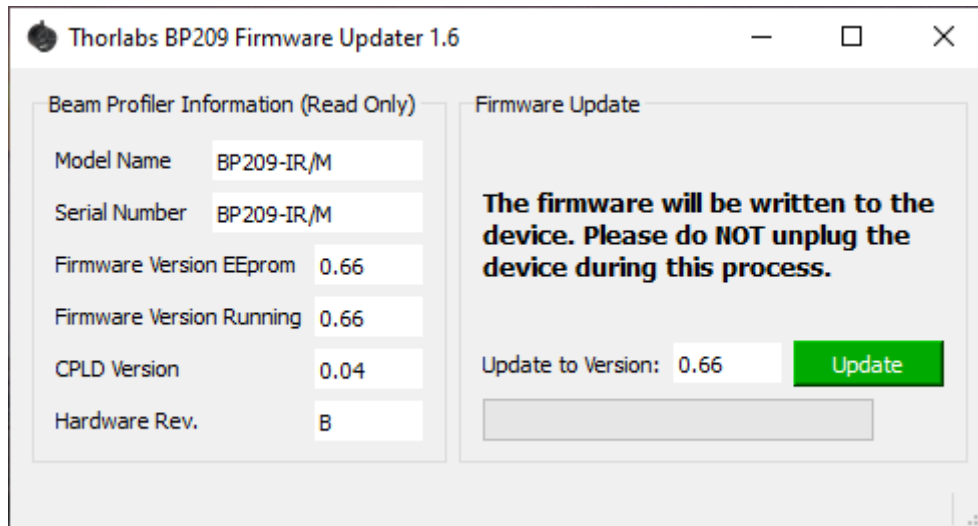 Thorlabs BP209 Firmware Updater 1.6
Beam Profiler Information (Read Only)
Model Name BP209-IR/M
Serial Number BP209-IR/M
Firmware Version EEprom 0.66
Firmware Version Running 0.66
CPLD Version 0.04
Hardware Rev. B
Firmware Update
The firmware will be written to the
device. Please do NOT unplug the
device during this process.
Update to Version: 0.66 Update